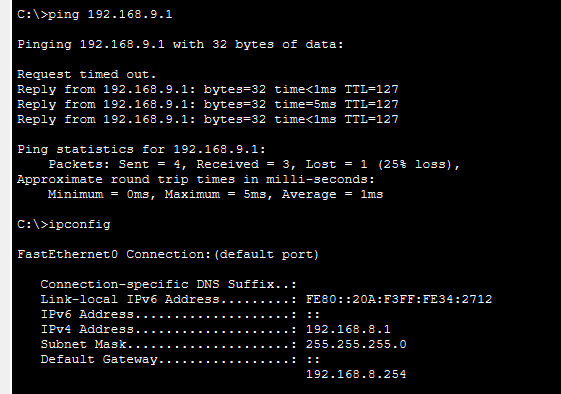 C:\>ping 192.168.9.1
Pinging 192.168.9.1 with 32 bytes of data:
Request timed out.
Reply from 192.168.9.1: bytes=32 time<1ms TTL=127
Reply from 192.168.9.1: bytes=32 time=5ms TTL=127
Reply from 192.168.9.1: bytes=32 time<1ms TTL=127
Ping statistics for 192.168.9.1:
    Packets: Sent = 4, Received = 3, Lost = 1 (25% loss),
Approximate round trip times in milli-seconds:
    Minimum = 0ms, Maximum = 5ms, Average = 1ms
C:\>ipconfig
FastEthernet0 Connection:(default port)
   Connection-specific DNS Suffix..:
   Link-local IPv6 Address.........: FE80::20A:F3FF:FE34:2712
   IPv6 Address....................: ::
   IPv4 Address....................: 192.168.8.1
   Subnet Mask.....................: 255.255.255.0
   Default Gateway.................: ::
                                     192.168.8.254